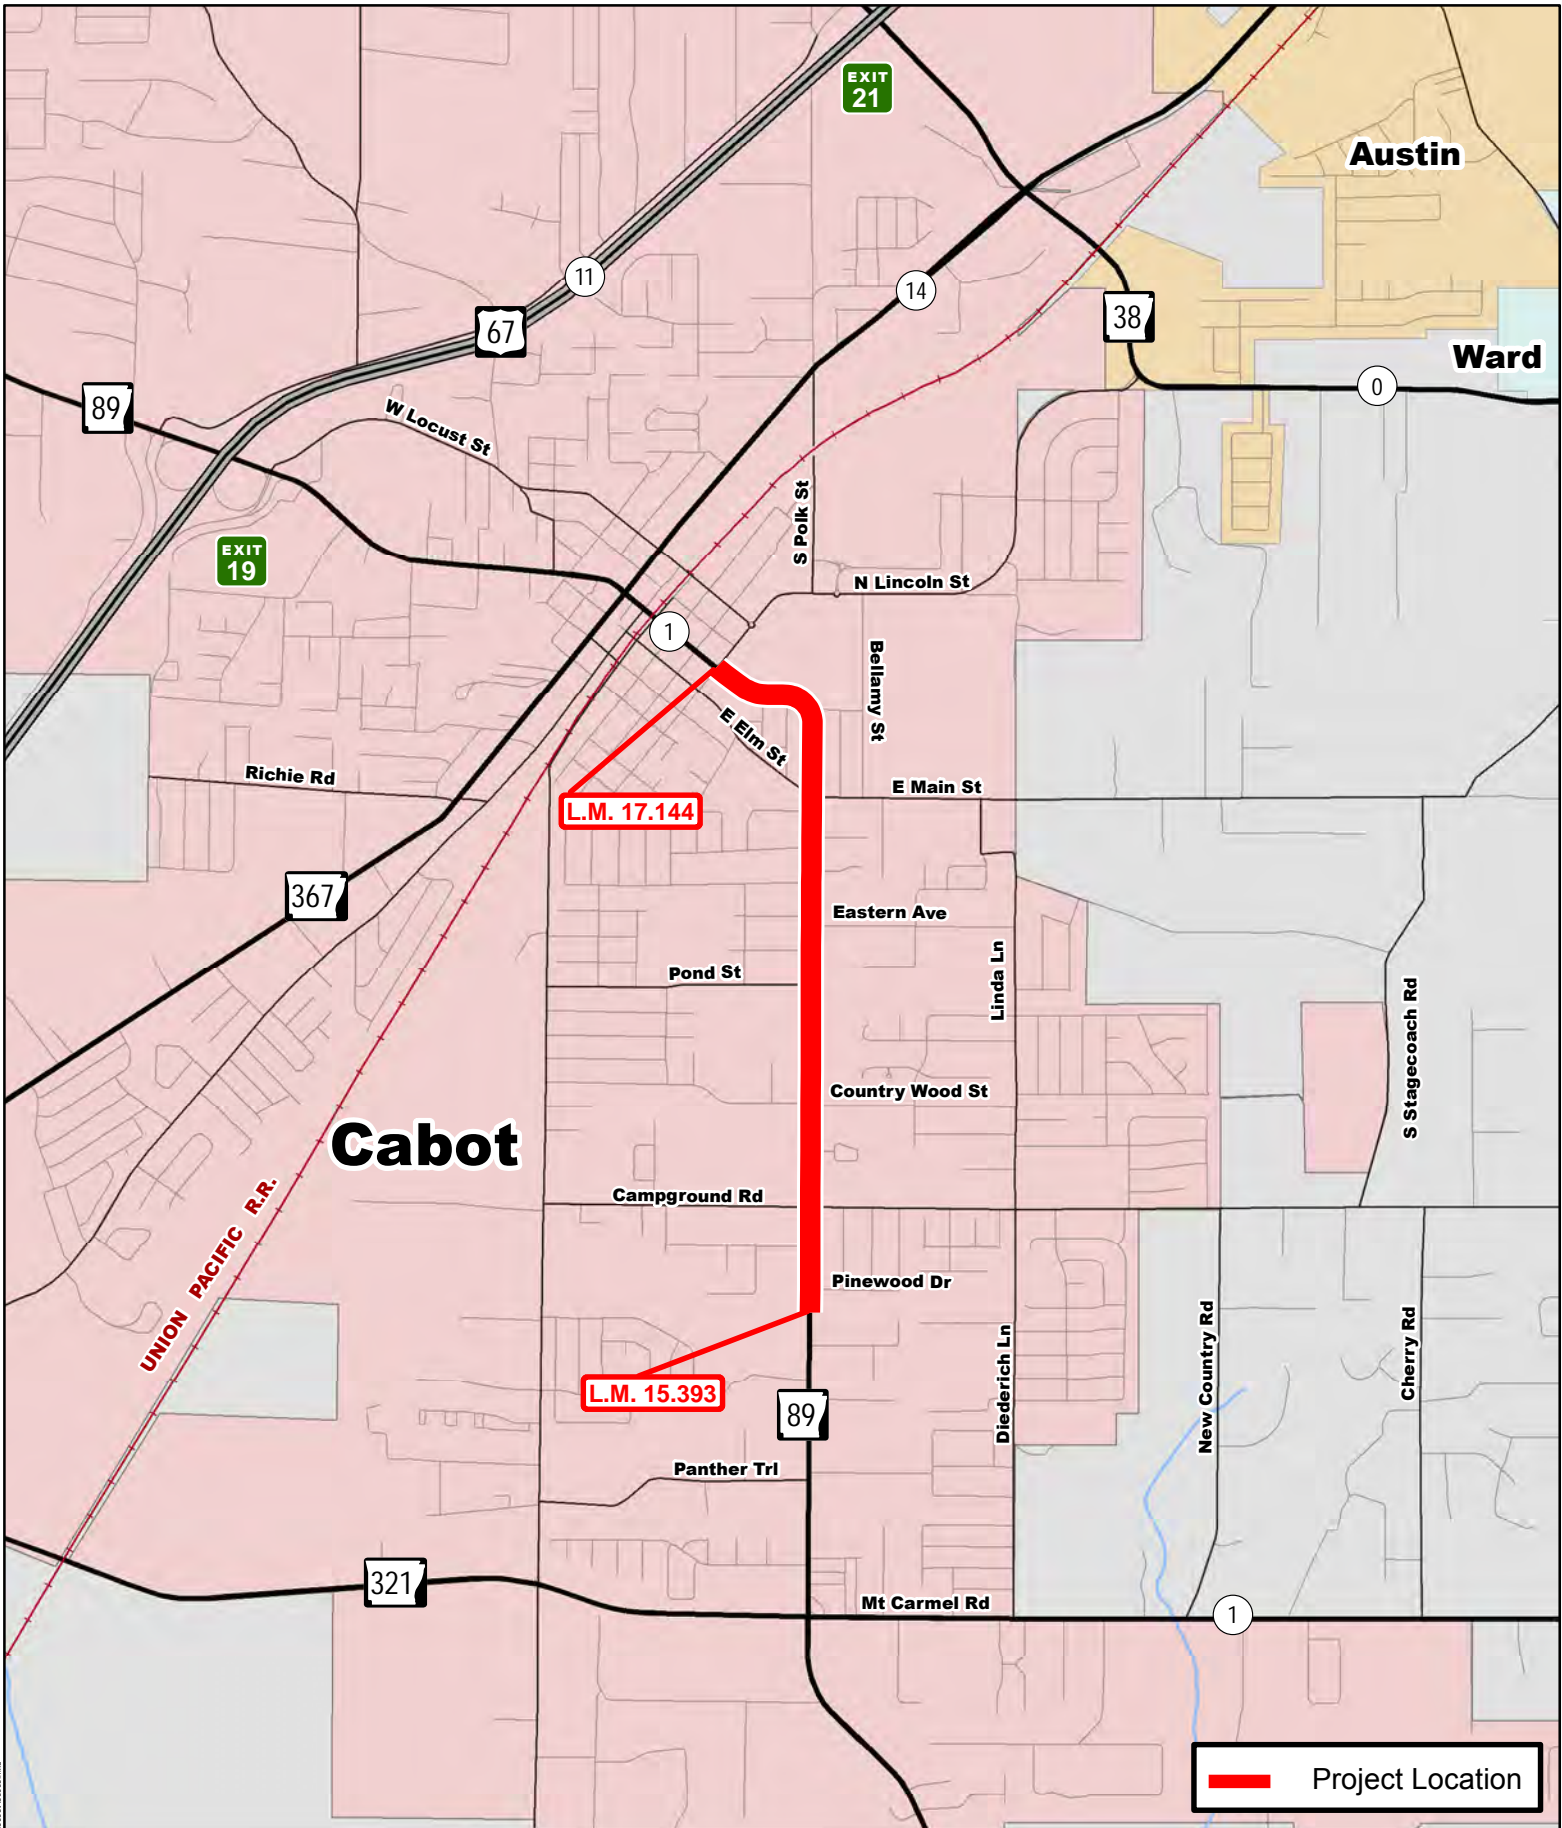 EXIT
21
Austin
11
14
67
38
Ward
0
89
W Locust St
S Polk St
EXIT
19
N Lincoln St
1
Bellamy St
E Elm St
Richie Rd
E Main St
L.M. 17.144
367
Eastern Ave
Pond St
Linda Ln
S Stagecoach Rd
Country Wood St
Cabot
Campground Rd
UNION PACIFIC R.R.
Pinewood Dr
New Country Rd
Cherry Rd
Diederich Ln
L.M. 15.393
89
Panther Trl
321
Mt Carmel Rd
1
Project Location